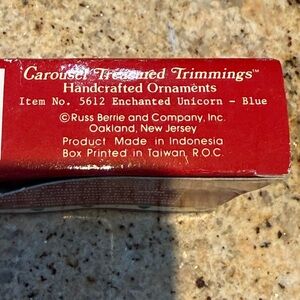 Carousel Treasured Trimmings™
Handcrafted Ornaments
Item No. 5612 Enchanted Unicorn - Blue
©Russ Berrie and Company, Inc.
Oakland, New Jersey
Product Made in Indonesia
Box Printed in Taiwan, R.O.C.